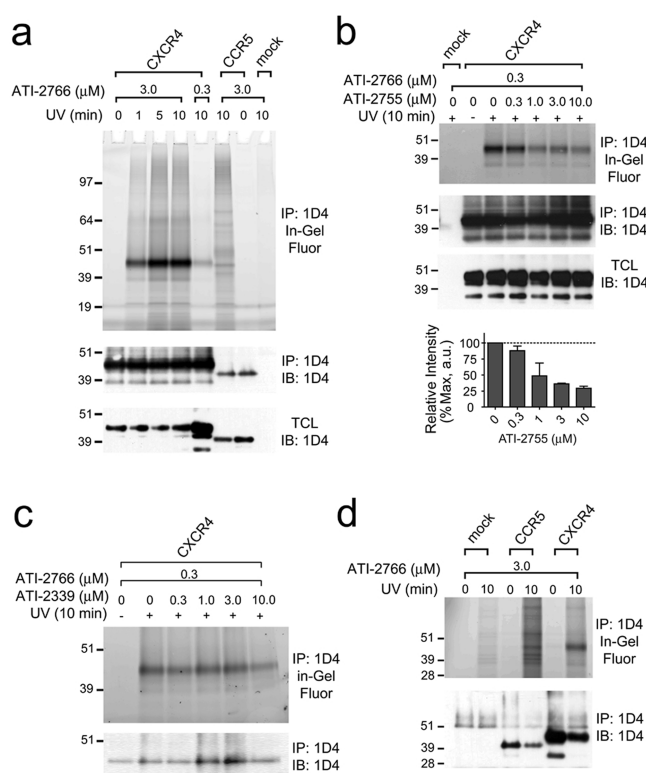 a
CXCR4 CCR5 mock
ATI-2766 (μM) 3.0 0.3 3.0
UV (min) 0 1 5 10 10 10 0 10
97
64
51
39
19
IP: 1D4
In-Gel
Fluor
51
39
IP: 1D4
IB: 1D4
51
39
TCL
IB: 1D4
b
mock CXCR4
ATI-2766 (μM) 0.3
ATI-2755 (μM) 0 0 0 0.3 1.0 3.0 10.0
UV (10 min) + - + + + + +
51
39
IP: 1D4
In-Gel
Fluor
51
39
IP: 1D4
IB: 1D4
51
39
TCL
IB: 1D4
Relative Intensity
(% Max, a.u.)
100
75
50
25
0
0 0.3 1 3 10
ATI-2755 (μM)
c
CXCR4
ATI-2766 (μM) 0.3
ATI-2339 (μM) 0 0 0.3 1.0 3.0 10.0
UV (10 min) - + + + + +
51
39
IP: 1D4
in-Gel
Fluor
51
IP: 1D4
IB: 1D4
d
mock CCR5 CXCR4
ATI-2766 (μM) 3.0
UV (min) 0 10 0 10 0 10
51
39
28
IP: 1D4
In-Gel
Fluor
51
39
28
IP: 1D4
IB: 1D4